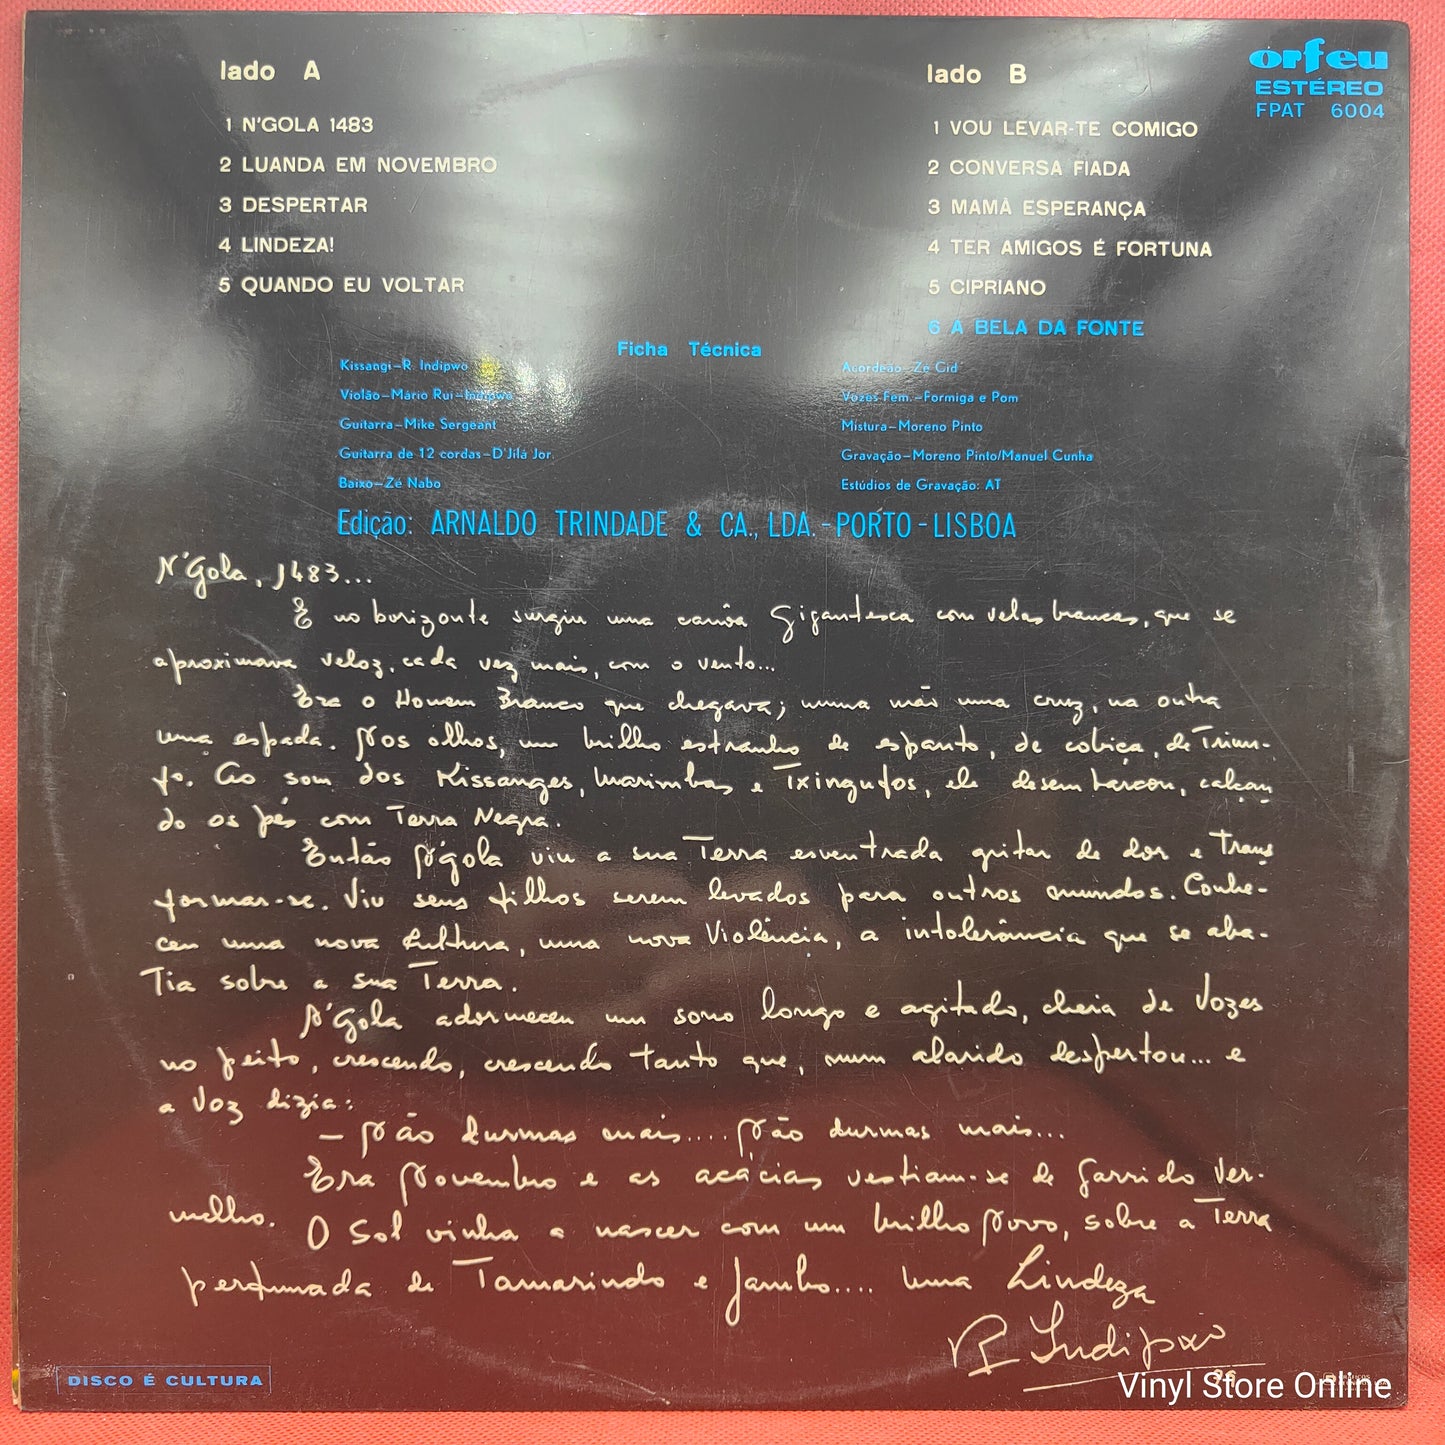 orfeu
ESTÉREO
FPAT 6004
lado A
1 N'GOLA 1483
2 LUANDA EM NOVEMBRO
3 DESPERTAR
4 LINDEZA!
5 QUANDO EU VOLTAR
lado B
1 VOU LEVAR-TE COMIGO
2 CONVERSA FIADA
3 MAMÃ ESPERANÇA
4 TER AMIGOS É FORTUNA
5 CIPRIANO
6 A BELA DA FONTE
Ficha Técnica
Kissangi-R. Indipwo
Violão-Mário Rui-Indipwo
Guitarra-Mike Sergeant
Guitarra de 12 cordas-D'Jilá Jor.
Baixo-Zé Nabo
Acordeão-Zé Cid
Vozes Fem.-Formiga e Pom
Mistura-Moreno Pinto
Gravação-Moreno Pinto/Manuel Cunha
Estúdios de Gravação: AT
Edição: ARNALDO TRINDADE & CA., LDA.-PORTO-LISBOA
N'Gola, 1483...
E no horizonte surgiu uma canôa Gigantesca com velas brancas, que se
aproximava veloz, cada vez mais, com o vento...
Era o Homem Branco que chegava; numa mão uma cruz, na outra
uma espada. Nos olhos, um brilho estranho de espanto, de cobiça, de Triun-
fo. Ao som dos Kissanges, Marimbas e Txingufos, ele desembarcou, calcan
do os pés com Terra Negra.
Então N'gola viu a sua Terra esventrada gritar de dor e Trans
formar-se. Viu seus filhos serem levados para outros mundos. Conhe-
ceu uma nova Cultura, uma nova Violência, a intolerância que se aba-
Tia sobre a sua Terra.
N'Gola adormeceu um sono longo e agitado, cheia de Vozes
no peito, crescendo, crescendo tanto que, num alarido despertou... e
a Voz dizia:
- Não durmas mais.... Não durmas mais...
Era Novembro e as acácias vestiam-se de garrido Ver-
melho. O Sol vinha a nascer com um brilho Novo, sobre a Terra
perfumada de Tamarindo e Jambo.... uma Lindeza
R Indipwo
DISCO É CULTURA
Vinyl Store Online